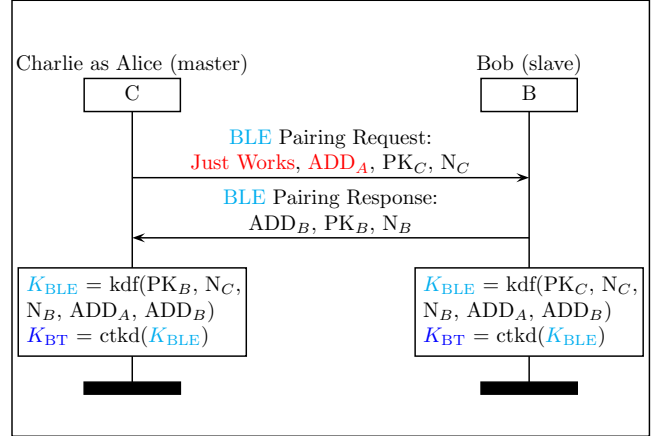 Charlie as Alice (master)
Bob (slave)
C
B
BLE Pairing Request:
Just Works, ADD_A, PK_C, N_C
BLE Pairing Response:
ADD_B, PK_B, N_B
K_BLE = kdf(PK_B, N_C,
N_B, ADD_A, ADD_B)
K_BT = ctkd(K_BLE)
K_BLE = kdf(PK_C, N_C,
N_B, ADD_A, ADD_B)
K_BT = ctkd(K_BLE)